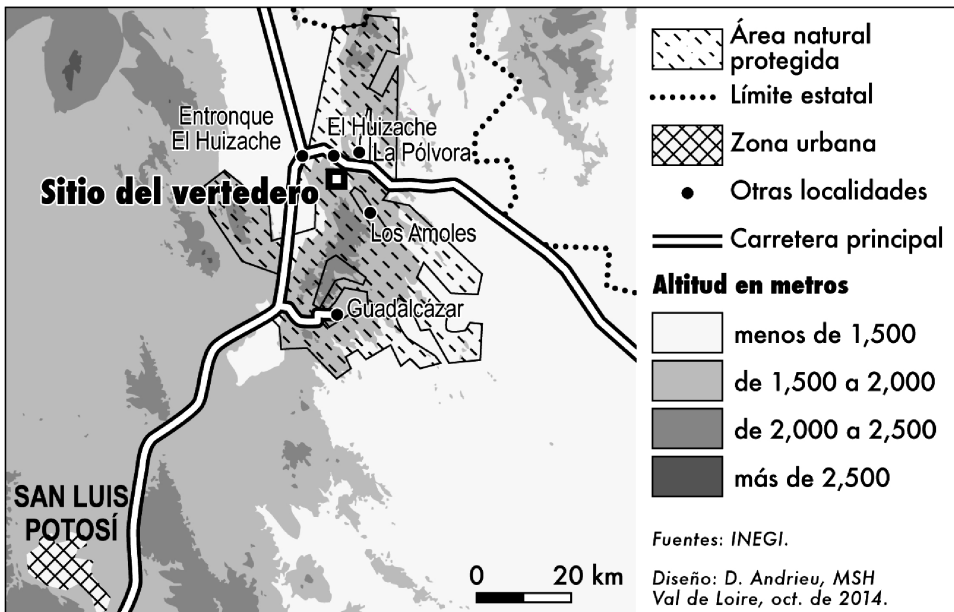 Entronque
El Huizache
El Huizache
La Pólvora
Sitio del vertedero
Los Amoles
Guadalcázar
SAN LUIS
POTOSÍ
0 20 km
Área natural
protegida
Límite estatal
Zona urbana
Otras localidades
Carretera principal
Altitud en metros
menos de 1,500
de 1,500 a 2,000
de 2,000 a 2,500
más de 2,500
Fuentes: INEGI.
Diseño: D. Andrieu, MSH
Val de Loire, oct. de 2014.